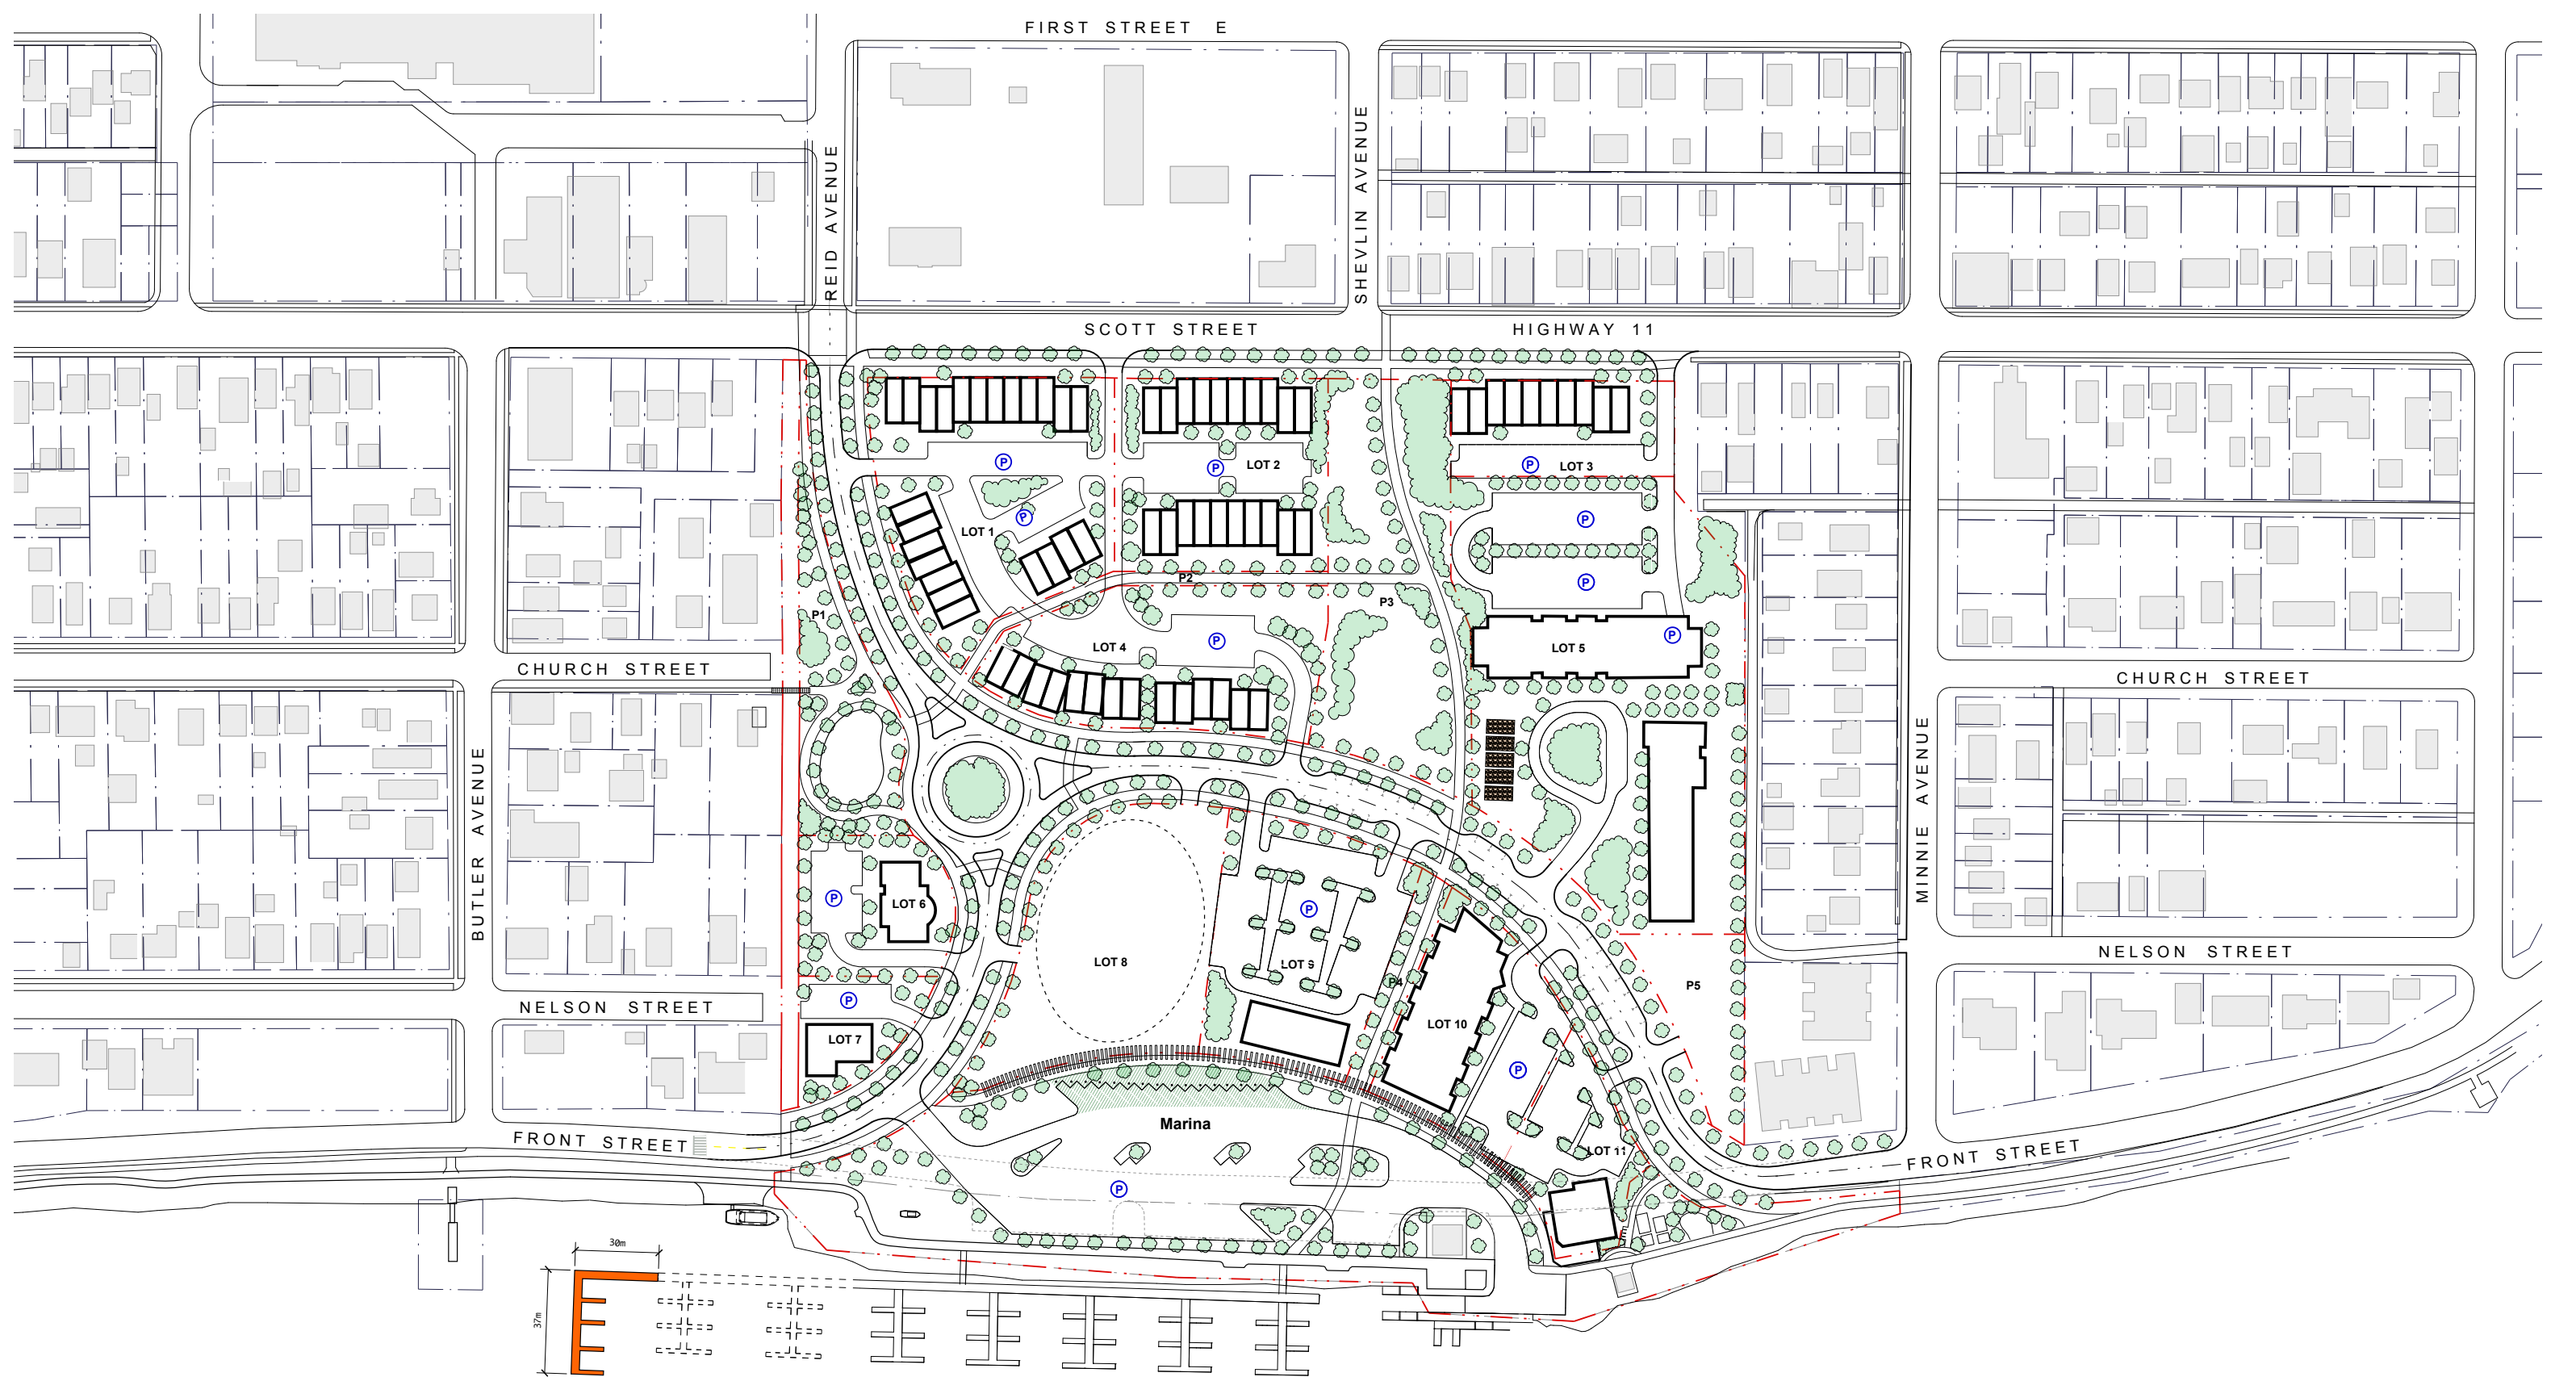 FIRST STREET E
REID AVENUE
SHEVLIN AVENUE
SCOTT STREET
HIGHWAY 11
P
LOT 2
P
P
LOT 3
P
LOT 1
P
P2
P
P3
P1
P
LOT 4
P
LOT 5
CHURCH STREET
CHURCH STREET
BUTLER AVENUE
MINNIE AVENUE
P
LOT 6
P
LOT 8
LOT 9
P4
P5
NELSON STREET
P
NELSON STREET
LOT 7
LOT 10
P
Marina
FRONT STREET
LOT 11
FRONT STREET
P
30m
37m